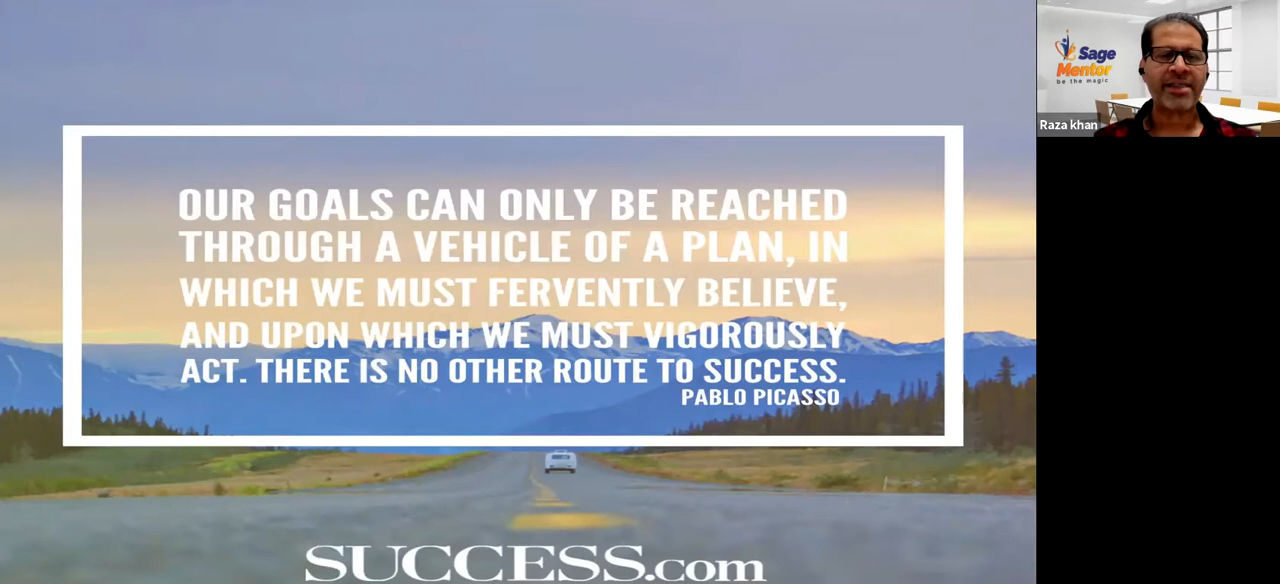 OUR GOALS CAN ONLY BE REACHED
THROUGH A VEHICLE OF A PLAN, IN
WHICH WE MUST FERVENTLY BELIEVE,
AND UPON WHICH WE MUST VIGOROUSLY
ACT. THERE IS NO OTHER ROUTE TO SUCCESS.
PABLO PICASSO
SUCCESS.com
Sage
Mentor
be the magic
Raza khan